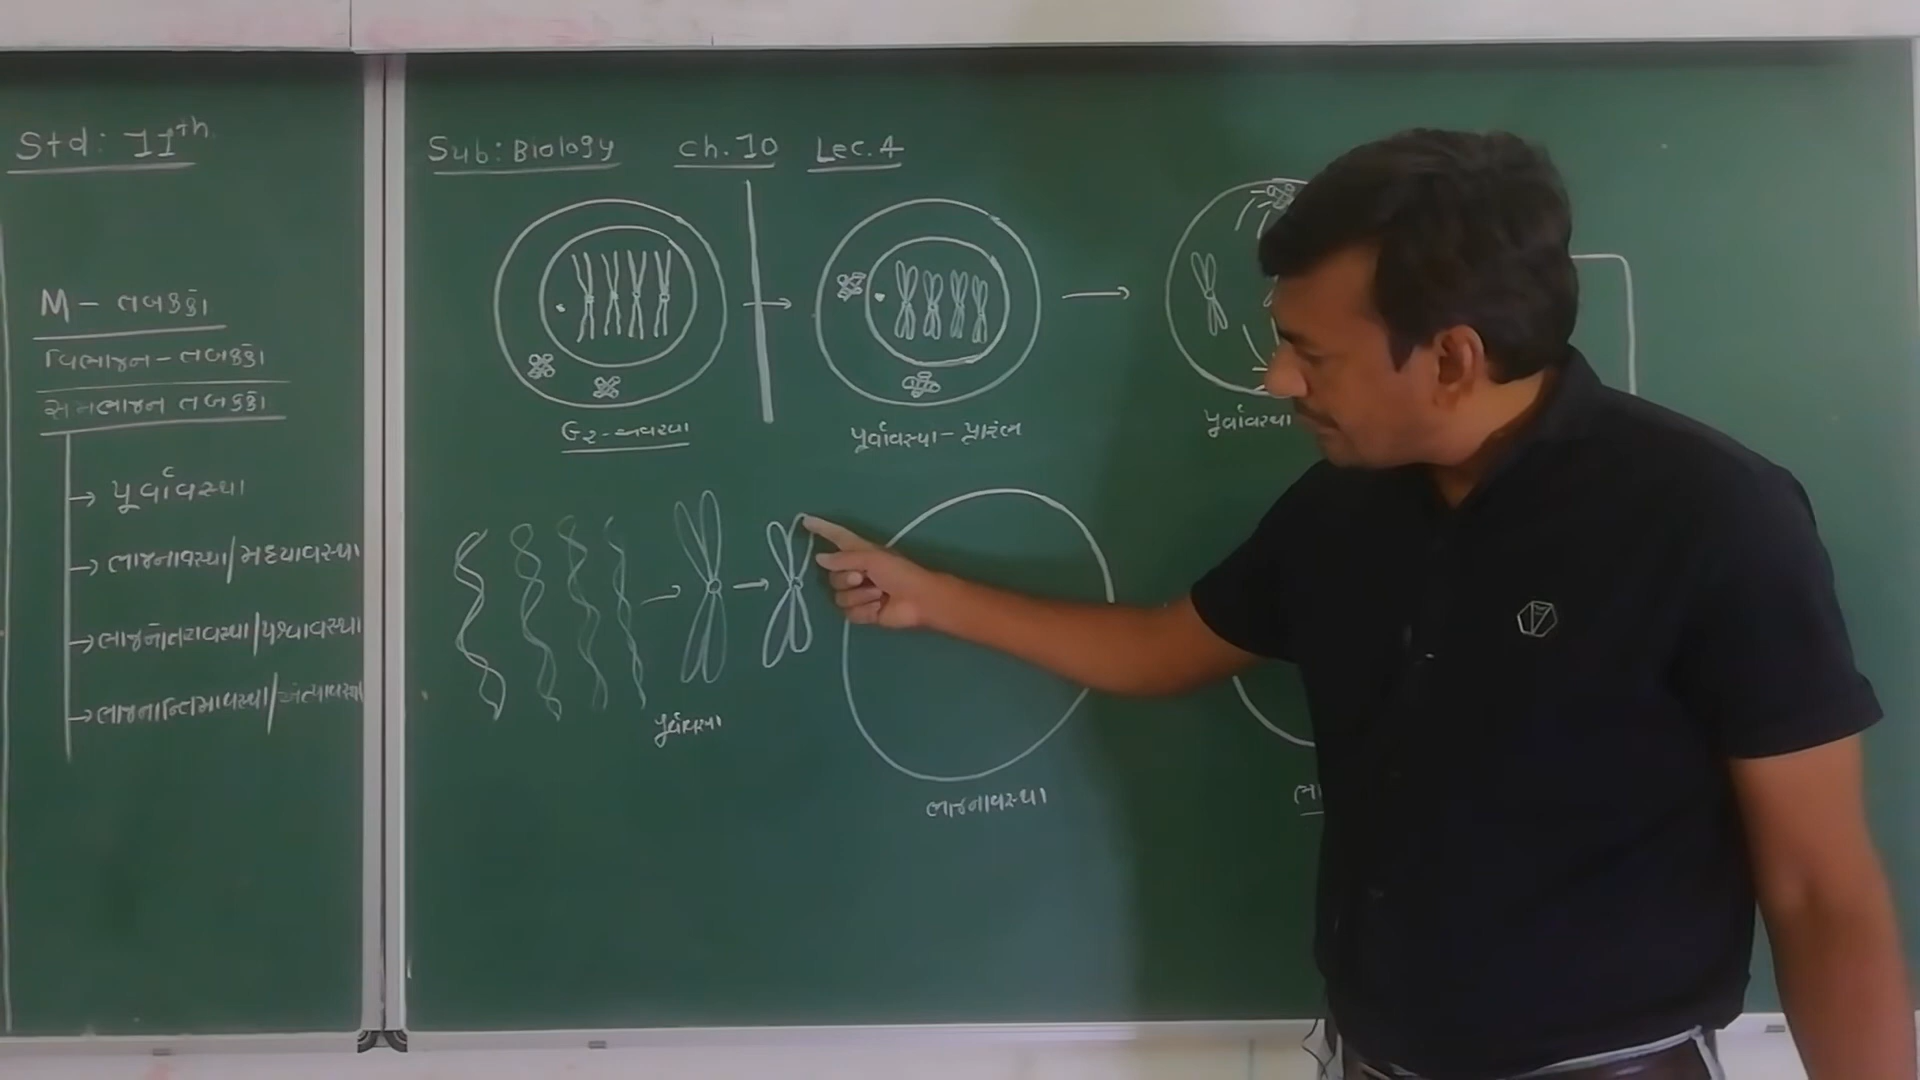 Std: 11th
Sub: Biology Ch. 10 Lec. 4
M - તબક્કો
વિભાજન - તબક્કો
સમભાજન તબક્કો
→ પૂર્વાવસ્થા
→ ભાજનાવસ્થા/મધ્યાવસ્થા
→ ભાજનાંતરાવસ્થા/પશ્વાવસ્થા
→ ભાજનાન્તિમાવસ્થા/અંત્યાવસ્થા
G2 - અવસ્થા
પૂર્વાવસ્થા - પ્રારંભ
પૂર્વાવસ્થા
પૂર્વાવસ્થા
ભાજનાવસ્થા